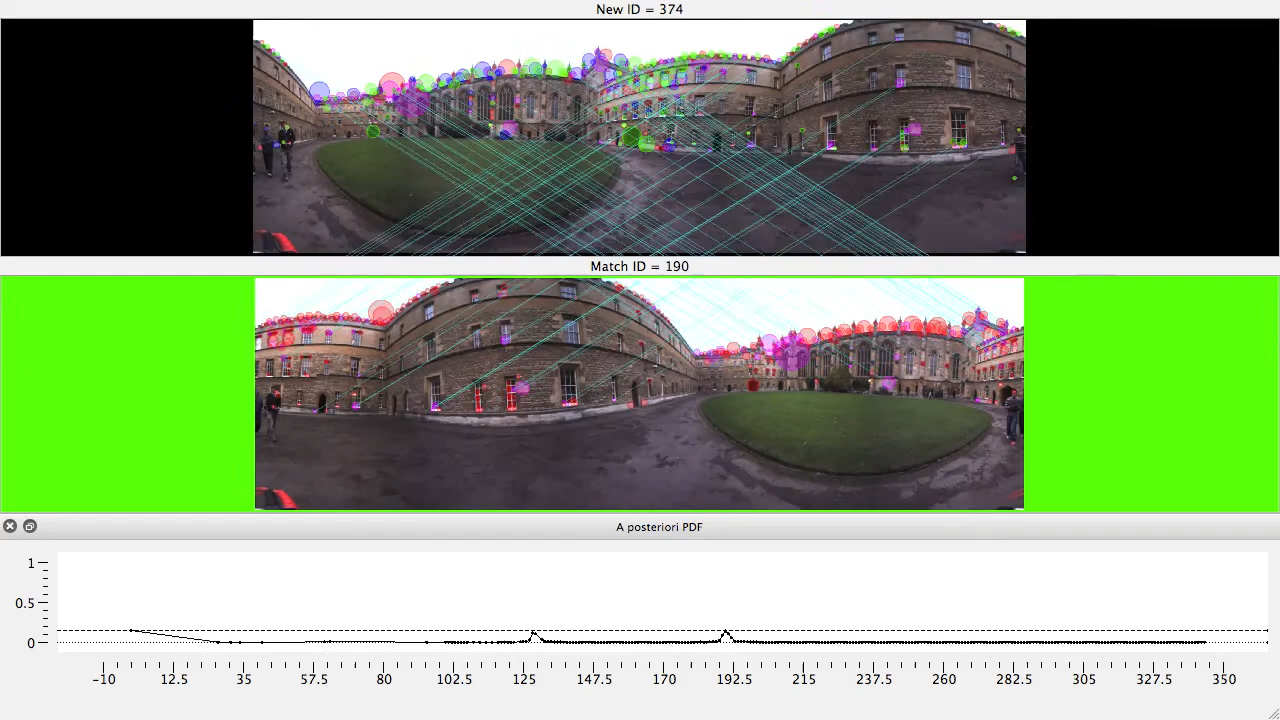 New ID = 374
Match ID = 190
A posteriori PDF
1
0.5
0
−10 12.5 35 57.5 80 102.5 125 147.5 170 192.5 215 237.5 260 282.5 305 327.5 350